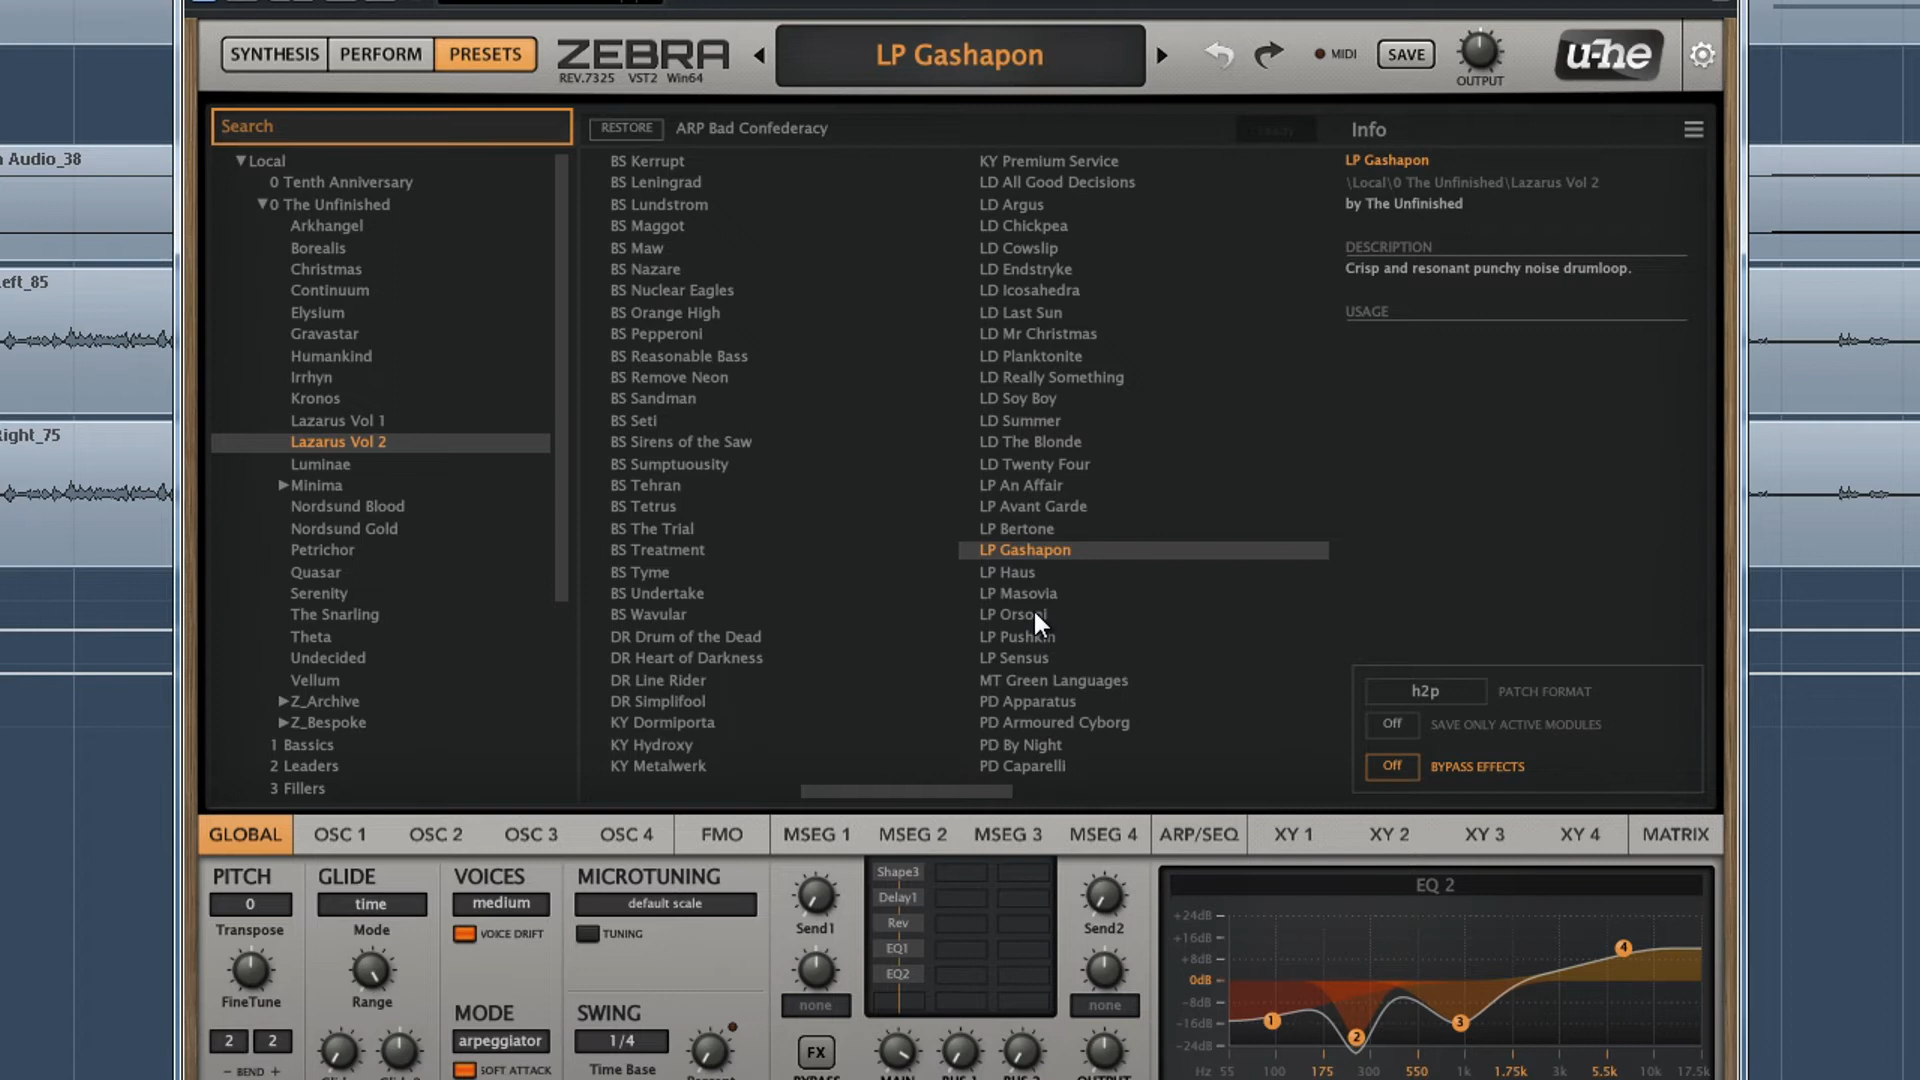 SYNTHESIS PERFORM PRESETS
ZEBRA
REV.7325 VST2 Win64
LP Gashapon
MIDI
SAVE
OUTPUT
u-he
Search
Local
0 Tenth Anniversary
0 The Unfinished
Arkhangel
Borealis
Christmas
Continuum
Elysium
Gravastar
Humankind
Irrhyn
Kronos
Lazarus Vol 1
Lazarus Vol 2
Luminae
Minima
Nordsund Blood
Nordsund Gold
Petrichor
Quasar
Serenity
The Snarling
Theta
Undecided
Vellum
Z_Archive
Z_Bespoke
1 Bassics
2 Leaders
3 Fillers
RESTORE ARP Bad Confederacy
BS Kerrupt
BS Leningrad
BS Lundstrom
BS Maggot
BS Maw
BS Nazare
BS Nuclear Eagles
BS Orange High
BS Pepperoni
BS Reasonable Bass
BS Remove Neon
BS Sandman
BS Seti
BS Sirens of the Saw
BS Sumptuousity
BS Tehran
BS Tetrus
BS The Trial
BS Treatment
BS Tyme
BS Undertake
BS Wavular
DR Drum of the Dead
DR Heart of Darkness
DR Line Rider
DR Simplifool
KY Dormiporta
KY Hydroxy
KY Metalwerk
KY Premium Service
LD All Good Decisions
LD Argus
LD Chickpea
LD Cowslip
LD Endstryke
LD Icosahedra
LD Last Sun
LD Mr Christmas
LD Planktonite
LD Really Something
LD Soy Boy
LD Summer
LD The Blonde
LD Twenty Four
LP An Affair
LP Avant Garde
LP Bertone
LP Gashapon
LP Haus
LP Masovia
LP
LP Pushkin
LP Sensus
MT Green Languages
PD Apparatus
PD Armoured Cyborg
PD By Night
PD Caparelli
Info
LP Gashapon
\Local\0 The Unfinished\Lazarus Vol 2
by The Unfinished
DESCRIPTION
Crisp and resonant punchy noise drumloop.
USAGE
h2p PATCH FORMAT
Off SAVE ONLY ACTIVE MODULES
Off BYPASS EFFECTS
Audio_38
eft_85
ight_75
GLOBAL OSC 1 OSC 2 OSC 3 OSC 4 FMO MSEG 1 MSEG 2 MSEG 3 MSEG 4 ARP/SEQ XY 1 XY 2 XY 3 XY 4 MATRIX
PITCH
0
Transpose
FineTune
2 2
- BEND +
GLIDE
time
Mode
Range
VOICES
medium
VOICE DRIFT
MODE
arpeggiator
SOFT ATTACK
MICROTUNING
default scale
TUNING
SWING
1/4
Time Base
Send1
none
FX
Shape3
Delay1
Rev
EQ1
EQ2
Send2
none
EQ 2
+24dB
+16dB
+8dB
0dB
-8dB
-16dB
-24dB
1
2
3
4
Hz 55 100 175 300 550 1k 1.75k 3k 5.5k 10k 17.5k